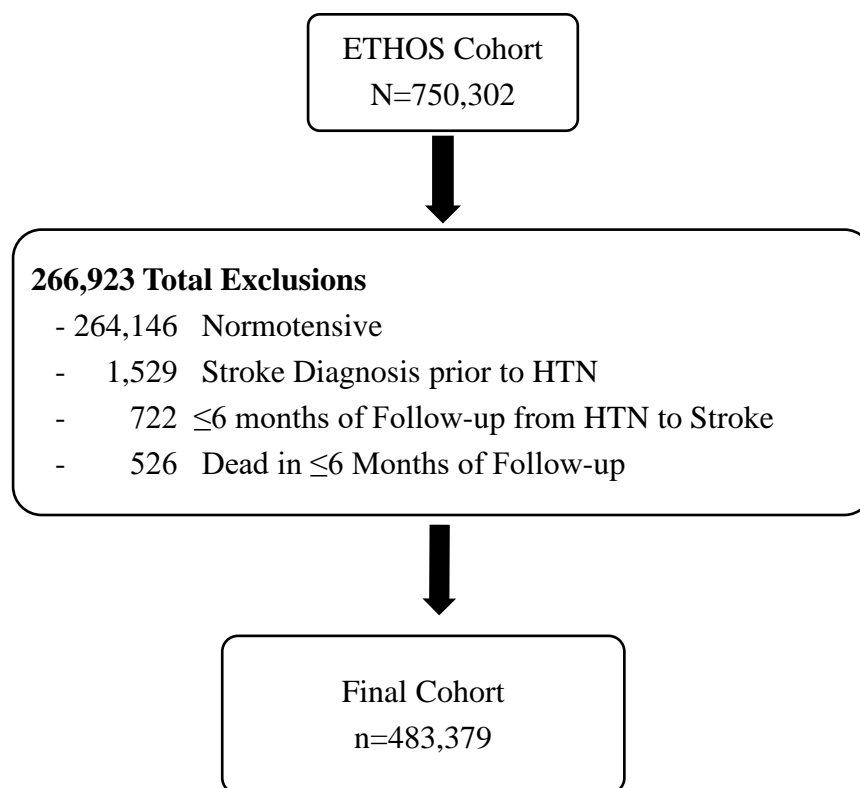 ETHOS Cohort
N=750,302
266,923 Total Exclusions
- 264,146 Normotensive
- 1,529 Stroke Diagnosis prior to HTN
- 722 ≤6 months of Follow-up from HTN to Stroke
- 526 Dead in ≤6 Months of Follow-up
Final Cohort
n=483,379